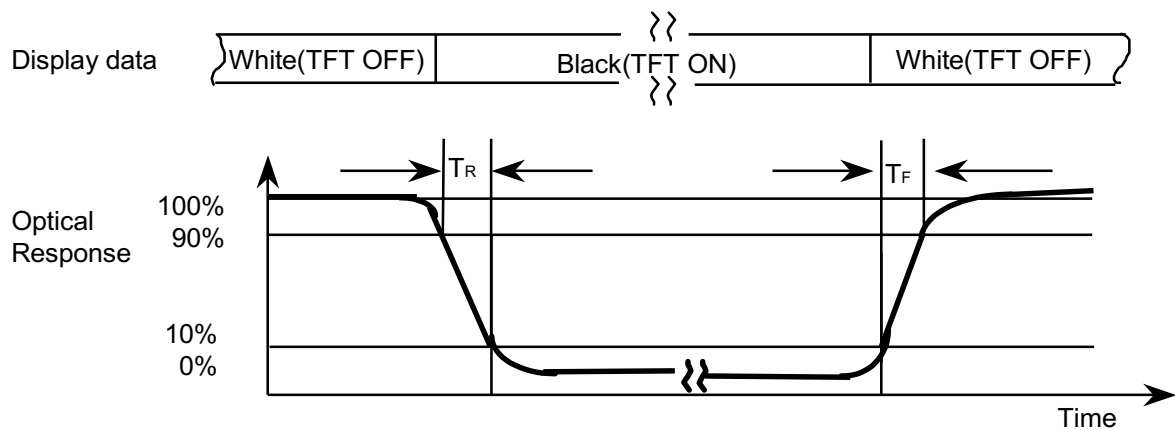 Display data
White(TFT OFF)
Black(TFT ON)
White(TFT OFF)
TR
TF
Optical
Response
100%
90%
10%
0%
Time